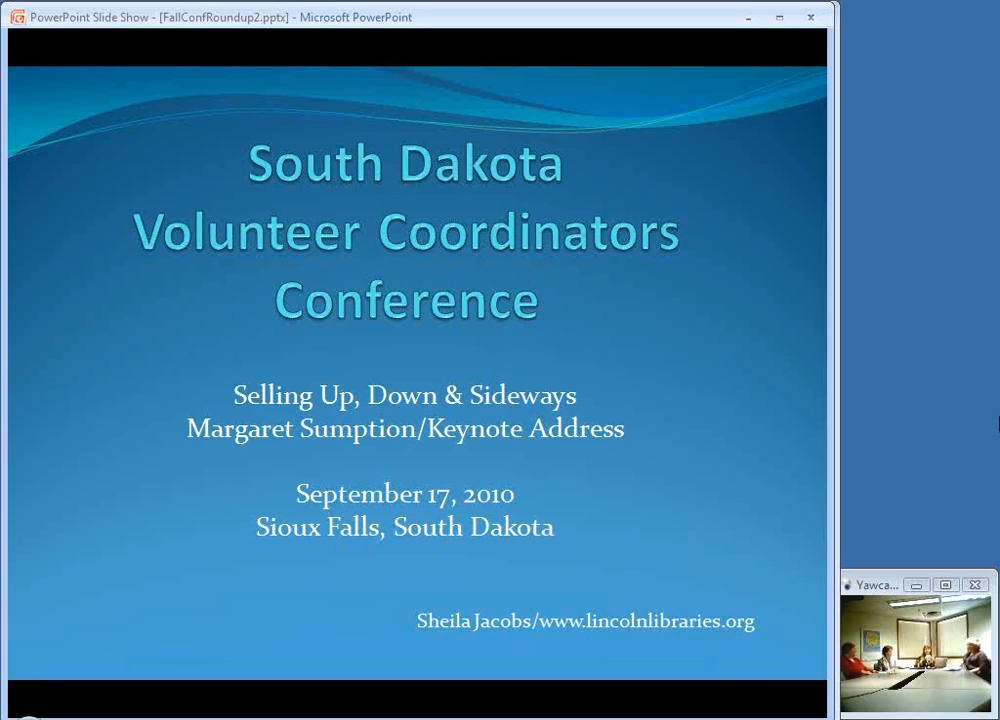 PowerPoint Slide Show - [FallConfRoundup2.pptx] - Microsoft PowerPoint
South Dakota
Volunteer Coordinators
Conference
Selling Up, Down & Sideways
Margaret Sumption/Keynote Address
September 17, 2010
Sioux Falls, South Dakota
Sheila Jacobs/www.lincolnlibraries.org
Yawca...